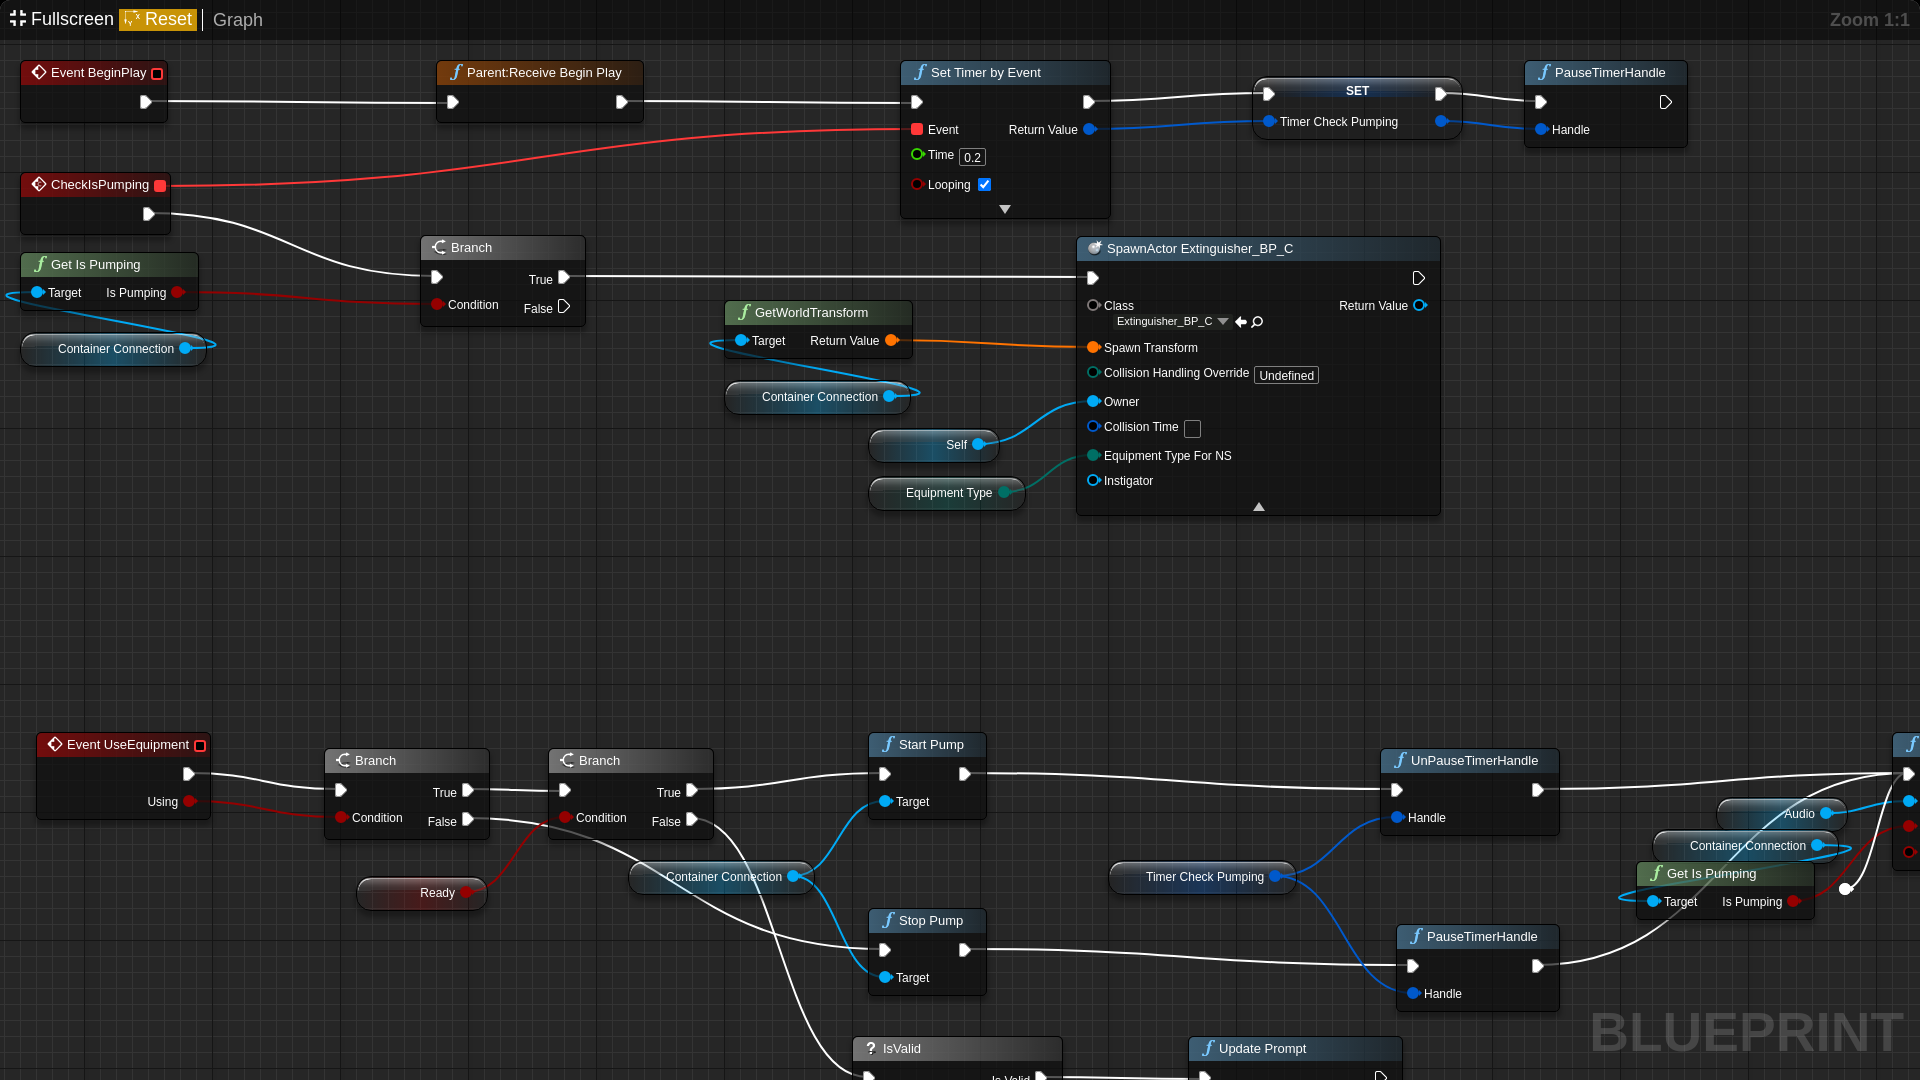 Fullscreen Reset Graph Zoom 1:1
Event BeginPlay
Parent:Receive Begin Play
Set Timer by Event
Event
Return Value
Time 0.2
Looping
SET
Timer Check Pumping
PauseTimerHandle
Handle
CheckIsPumping
Get Is Pumping
Target Is Pumping
Container Connection
Branch
True
Condition
False
GetWorldTransform
Target Return Value
Container Connection
Self
Equipment Type
SpawnActor Extinguisher_BP_C
Class
Return Value
Extinguisher_BP_C
Spawn Transform
Collision Handling Override Undefined
Owner
Collision Time
Equipment Type For NS
Instigator
Event UseEquipment
Using
Branch
True
Condition
False
Ready
Branch
True
Condition
False
Container Connection
Start Pump
Target
Stop Pump
Target
Timer Check Pumping
UnPauseTimerHandle
Handle
PauseTimerHandle
Handle
Audio
Container Connection
Get Is Pumping
Target Is Pumping
? IsValid
Is Valid
Update Prompt
BLUEPRINT